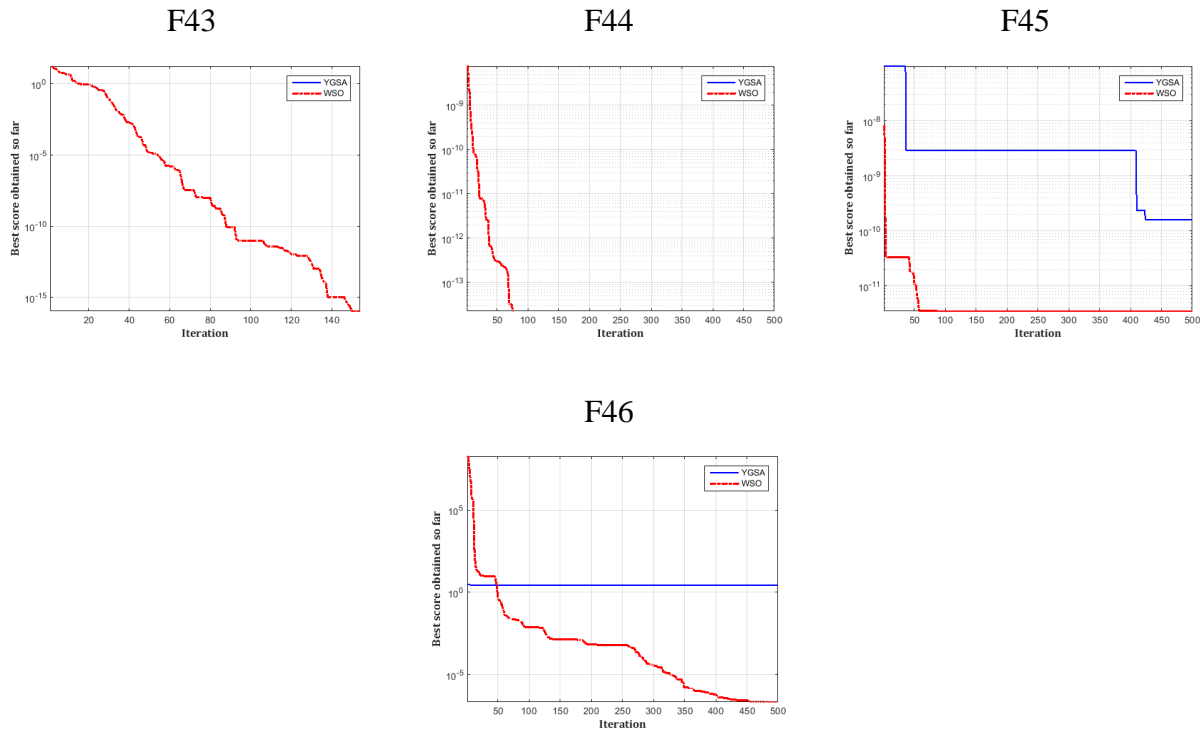 F43
F44
F45
Best score obtained so far
10^0
10^-5
10^-10
10^-15
YGSA
WSO
20 40 60 80 100 120 140
Iteration
Best score obtained so far
10^-9
10^-10
10^-11
10^-12
10^-13
YGSA
WSO
50 100 150 200 250 300 350 400 450 500
Iteration
Best score obtained so far
10^-8
10^-9
10^-10
10^-11
YGSA
WSO
50 100 150 200 250 300 350 400 450 500
Iteration
F46
Best score obtained so far
10^5
10^0
10^-5
YGSA
WSO
50 100 150 200 250 300 350 400 450 500
Iteration